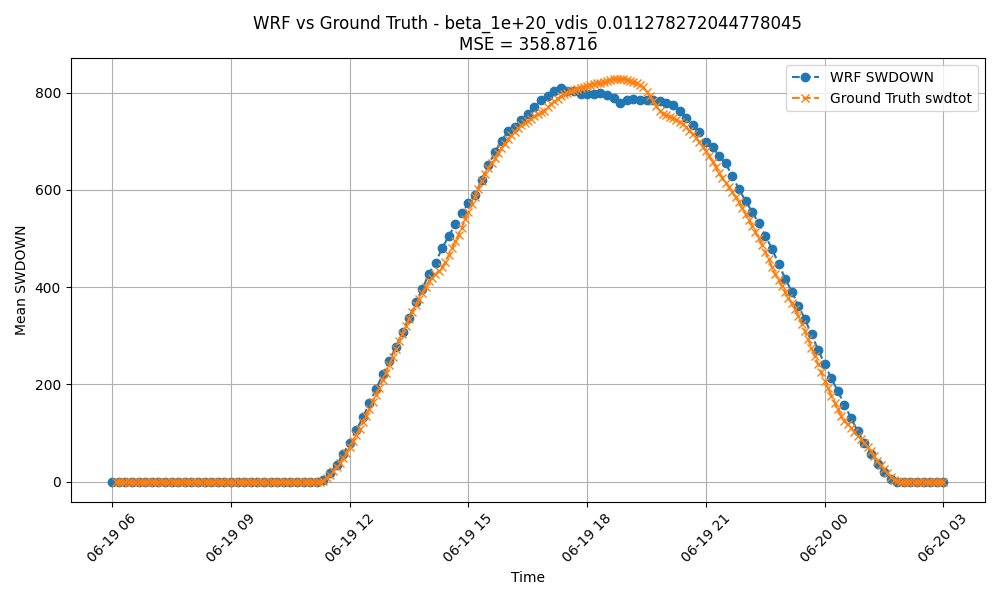 WRF vs Ground Truth - beta_1e+20_vdis_0.011278272044778045
MSE = 358.8716
WRF SWDOWN
Ground Truth swdtot
Mean SWDOWN
800
600
400
200
0
06-19 06
06-19 09
06-19 12
06-19 15
06-19 18
06-19 21
06-20 00
06-20 03
Time